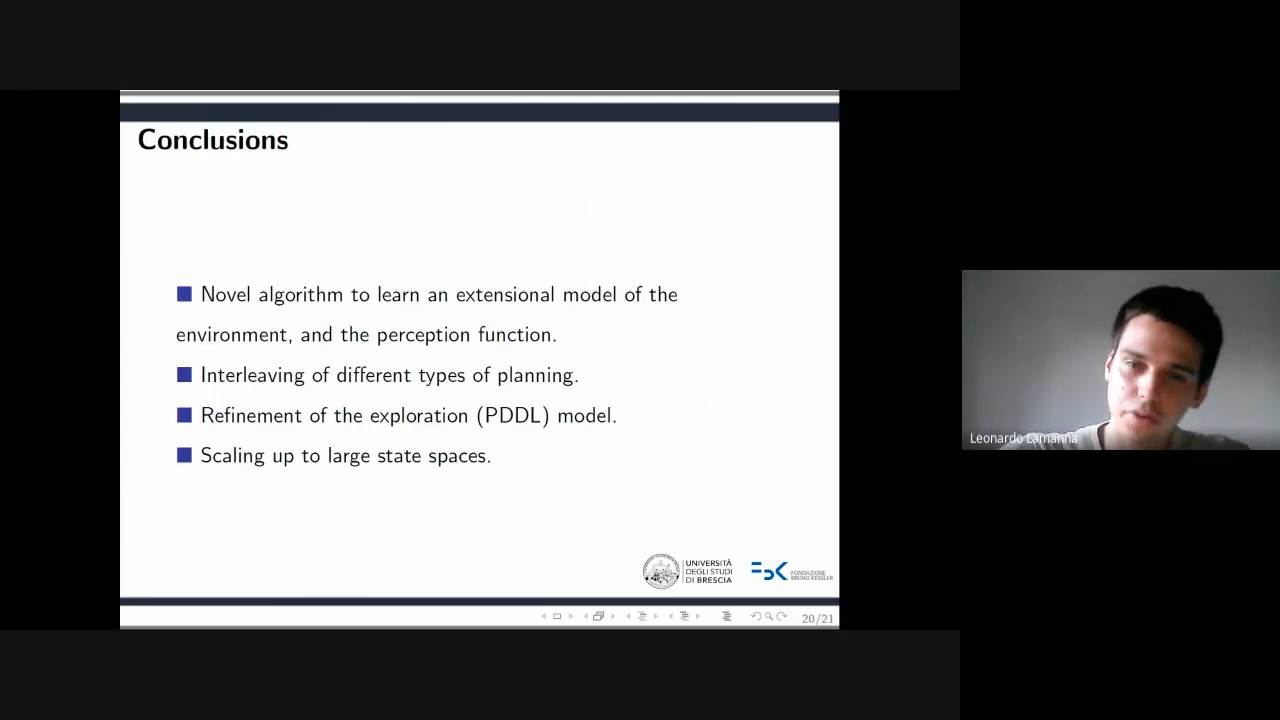 Conclusions
Novel algorithm to learn an extensional model of the
environment, and the perception function.
Interleaving of different types of planning.
Refinement of the exploration (PDDL) model.
Scaling up to large state spaces.
UNIVERSITÀ
DEGLI STUDI
DI BRESCIA
FBK
FONDAZIONE
BRUNO KESSLER
20/21
Leonardo Lamanna